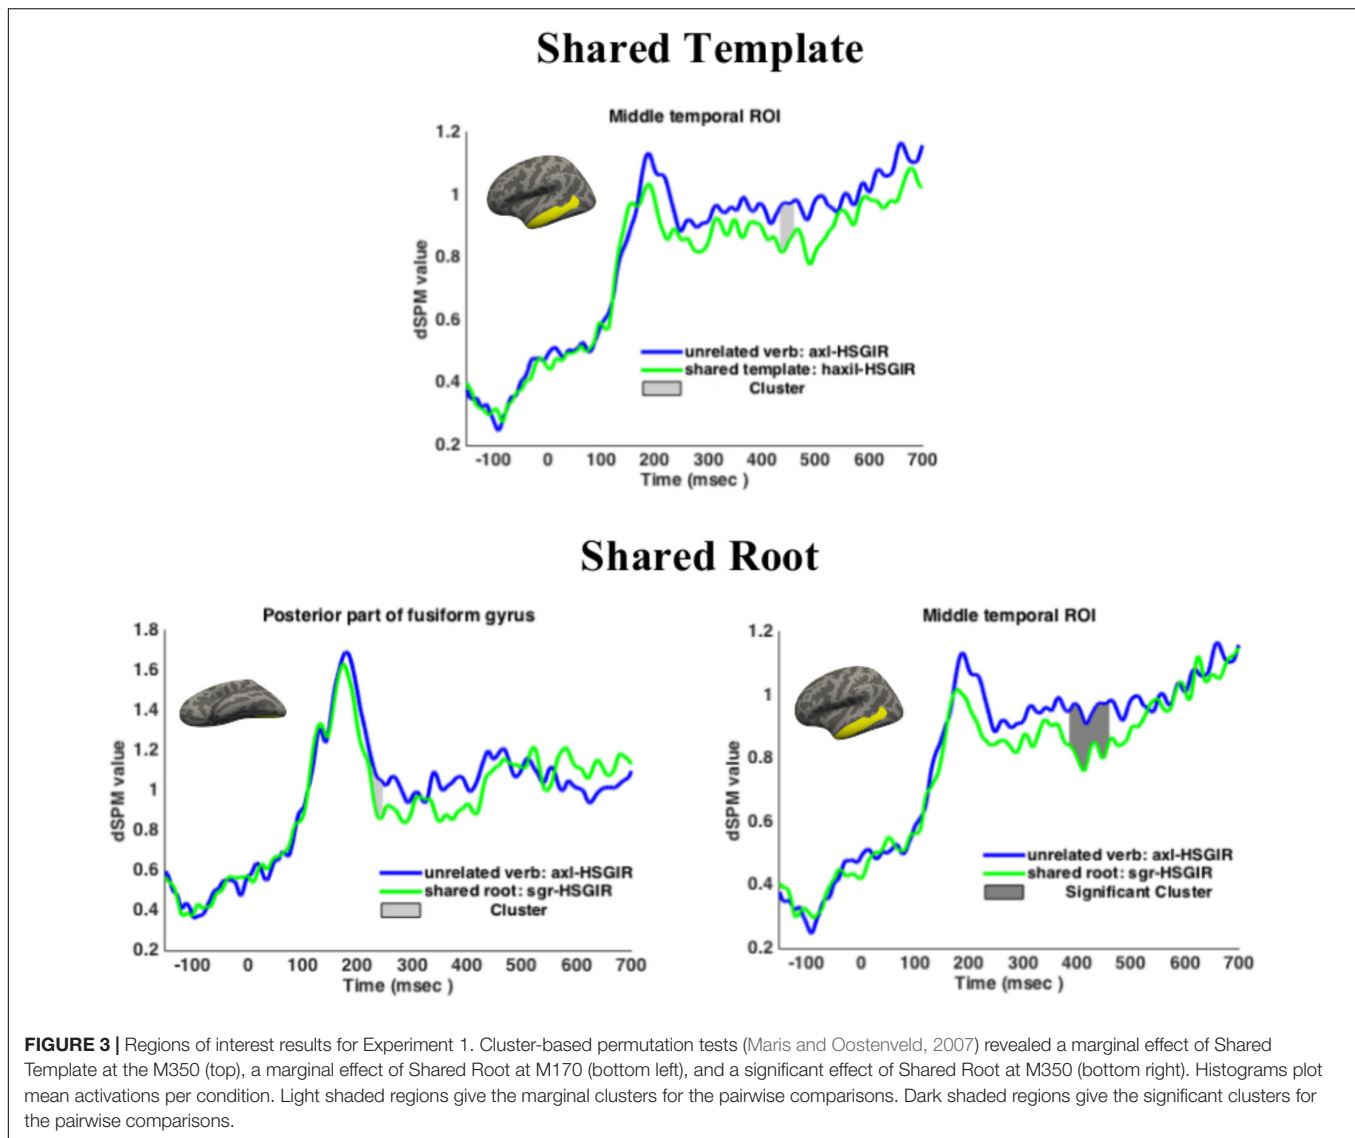 Shared Template
Middle temporal ROI
1.2
1
0.8
0.6
0.4
0.2
dSPM value
unrelated verb: axl-HSGIR
shared template: haxil-HSGIR
Cluster
-100 0 100 200 300 400 500 600 700
Time (msec )
Shared Root
Posterior part of fusiform gyrus
1.8
1.6
1.4
1.2
1
0.8
0.6
0.4
0.2
dSPM value
unrelated verb: axl-HSGIR
shared root: sgr-HSGIR
Cluster
-100 0 100 200 300 400 500 600 700
Time (msec )
Middle temporal ROI
1.2
1
0.8
0.6
0.4
0.2
dSPM value
unrelated verb: axl-HSGIR
shared root: sgr-HSGIR
Significant Cluster
-100 0 100 200 300 400 500 600 700
Time (msec )
FIGURE 3 | Regions of interest results for Experiment 1. Cluster-based permutation tests (Maris and Oostenveld, 2007) revealed a marginal effect of Shared
Template at the M350 (top), a marginal effect of Shared Root at M170 (bottom left), and a significant effect of Shared Root at M350 (bottom right). Histograms plot
mean activations per condition. Light shaded regions give the marginal clusters for the pairwise comparisons. Dark shaded regions give the significant clusters for
the pairwise comparisons.